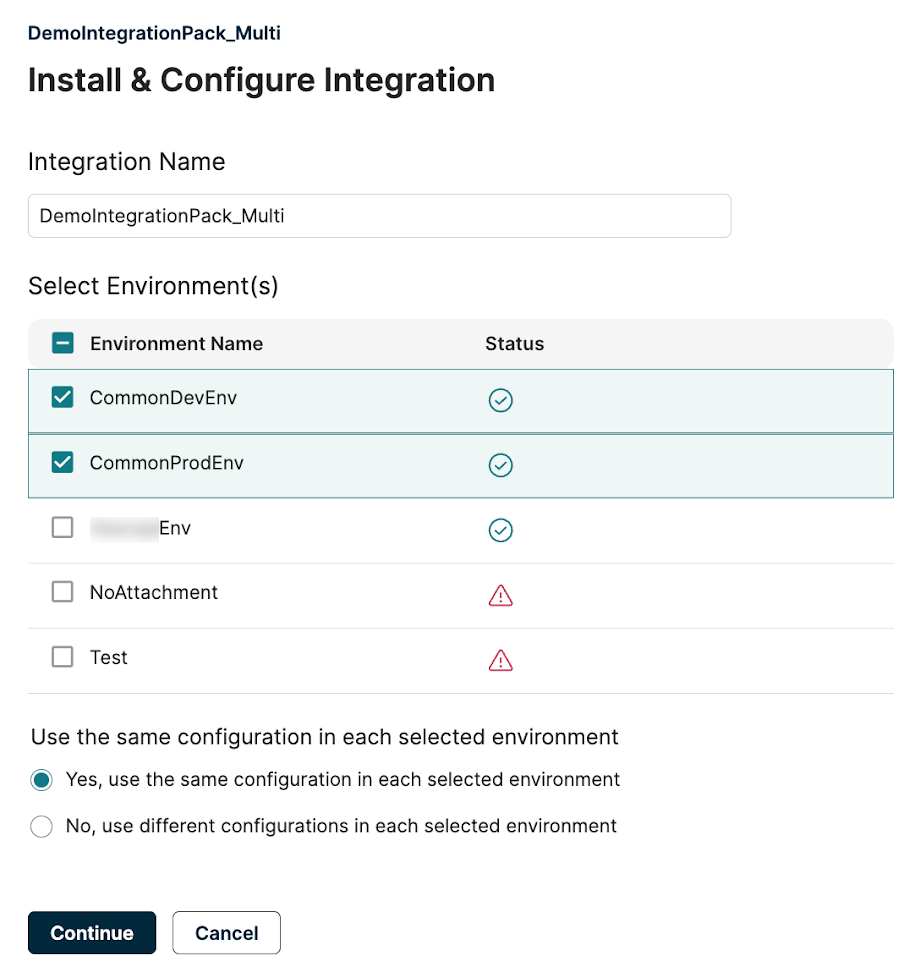 DemoIntegrationPack_Multi
Install & Configure Integration
Integration Name
DemoIntegrationPack_Multi
Select Environment(s)
Environment Name Status
CommonDevEnv
CommonProdEnv
Env
NoAttachment
Test
Use the same configuration in each selected environment
Yes, use the same configuration in each selected environment
No, use different configurations in each selected environment
Continue Cancel